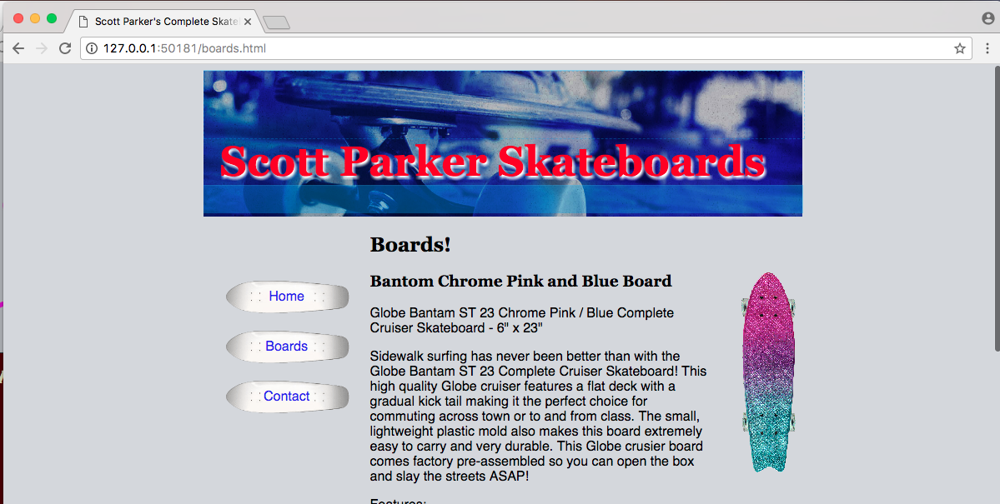 Scott Parker's Complete Skate
127.0.0.1:50181/boards.html
Scott Parker Skateboards
Boards!
Bantom Chrome Pink and Blue Board
Home
Boards
Contact
Globe Bantam ST 23 Chrome Pink / Blue Complete
Cruiser Skateboard - 6" x 23"
Sidewalk surfing has never been better than with the
Globe Bantam ST 23 Complete Cruiser Skateboard! This
high quality Globe cruiser features a flat deck with a
gradual kick tail making it the perfect choice for
commuting across town or to and from class. The small,
lightweight plastic mold also makes this board extremely
easy to carry and very durable. This Globe crusier board
comes factory pre-assembled so you can open the box
and slay the streets ASAP!
Features: